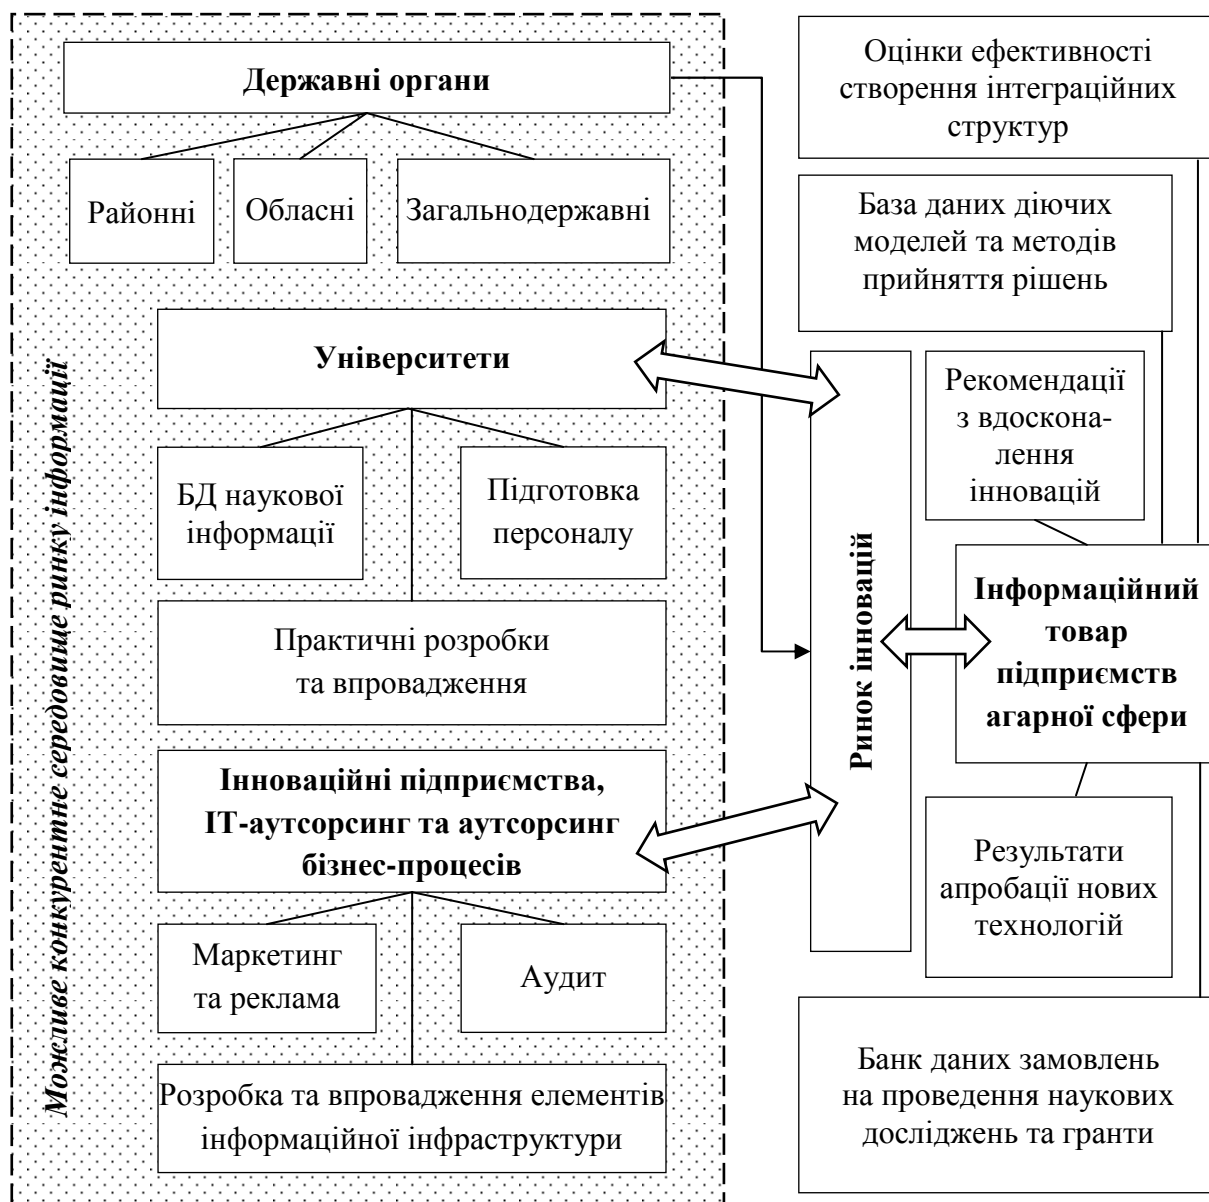 Державні органи
Районні
Обласні
Загальнодержавні
Університети
БД наукової
інформації
Підготовка
персоналу
Практичні розробки
та впровадження
Інноваційні підприємства,
ІТ-аутсорсинг та аутсорсинг
бізнес-процесів
Маркетинг
та реклама
Аудит
Розробка та впровадження елементів
інформаційної інфраструктури
Можливе конкурентне середовище ринку інформації
Ринок інновацій
Оцінки ефективності
створення інтеграційних
структур
База даних діючих
моделей та методів
прийняття рішень
Рекомендації
з вдоскона-
лення
інновацій
Інформаційний
товар
підприємств
агарної сфери
Результати
апробації нових
технологій
Банк даних замовлень
на проведення наукових
досліджень та гранти